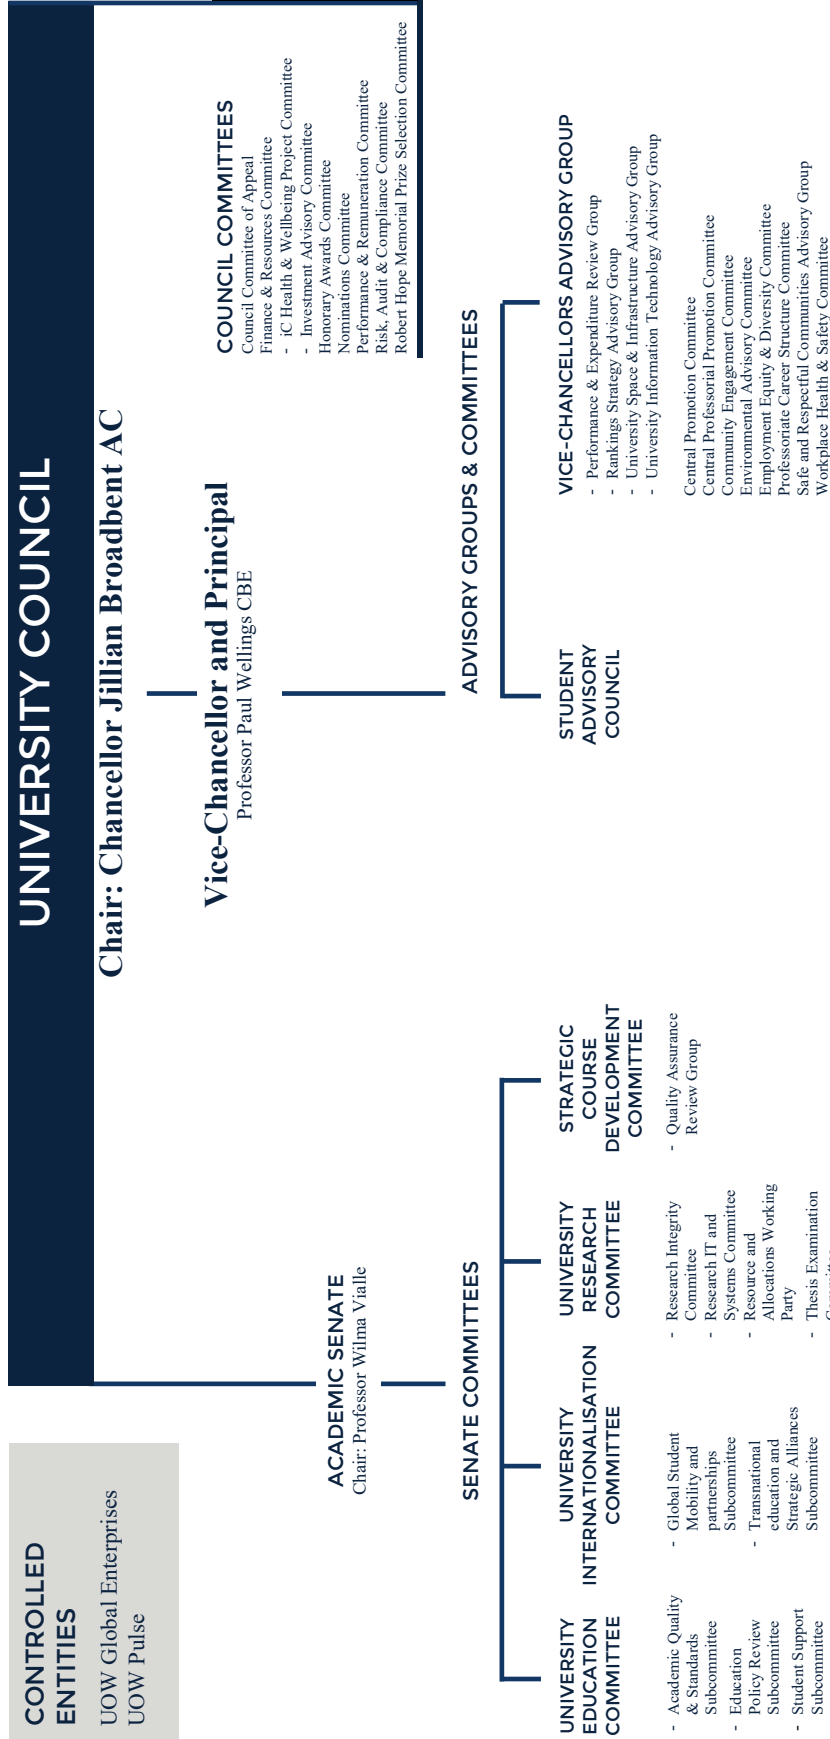 UNIVERSITY COUNCIL
Chair: Chancellor Jillian Broadbent AC
CONTROLLED
ENTITIES
UOW Global Enterprises
UOW Pulse
Vice-Chancellor and Principal
Professor Paul Wellings CBE
COUNCIL COMMITTEES
Council Committee of Appeal
Finance & Resources Committee
- iC Health & Wellbeing Project Committee
- Investment Advisory Committee
Honorary Awards Committee
Nominations Committee
Performance & Remuneration Committee
Risk, Audit & Compliance Committee
Robert Hope Memorial Prize Selection Committee
ACADEMIC SENATE
Chair: Professor Wilma Vialle
SENATE COMMITTEES
UNIVERSITY
EDUCATION
COMMITTEE
- Academic Quality
& Standards
Subcommittee
- Education
Policy Review
Subcommittee
- Student Support
Subcommittee
UNIVERSITY
INTERNATIONALISATION
COMMITTEE
- Global Student
Mobility and
partnerships
Subcommittee
- Transnational
education and
Strategic Alliances
Subcommittee
UNIVERSITY
RESEARCH
COMMITTEE
- Research Integrity
Committee
- Research IT and
Systems Committee
- Resource and
Allocations Working
Party
- Thesis Examination
STRATEGIC
COURSE
DEVELOPMENT
COMMITTEE
- Quality Assurance
Review Group
ADVISORY GROUPS & COMMITTEES
STUDENT
ADVISORY
COUNCIL
VICE-CHANCELLORS ADVISORY GROUP
- Performance & Expenditure Review Group
- Rankings Strategy Advisory Group
- University Space & Infrastructure Advisory Group
- University Information Technology Advisory Group
Central Promotion Committee
Central Professorial Promotion Committee
Community Engagement Committee
Environmental Advisory Committee
Employment Equity & Diversity Committee
Professoriate Career Structure Committee
Safe and Respectful Communities Advisory Group
Workplace Health & Safety Committee